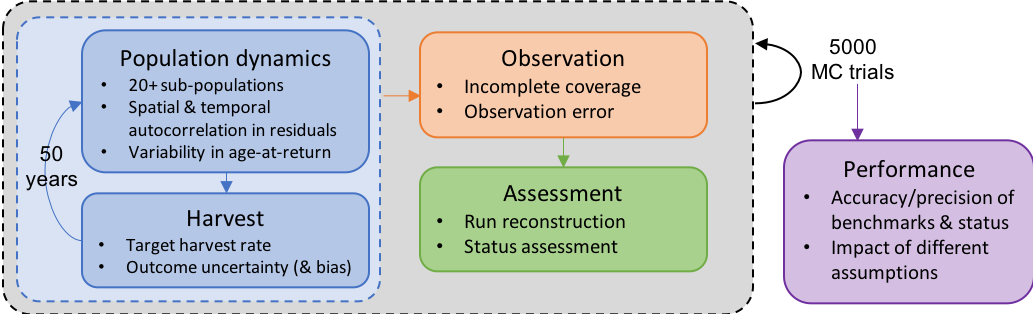 Population dynamics
• 20+ sub-populations
• Spatial & temporal
autocorrelation in residuals
• Variability in age-at-return
50
years
Harvest
• Target harvest rate
• Outcome uncertainty (& bias)
Observation
• Incomplete coverage
• Observation error
Assessment
• Run reconstruction
• Status assessment
5000
MC trials
Performance
• Accuracy/precision of
benchmarks & status
• Impact of different
assumptions